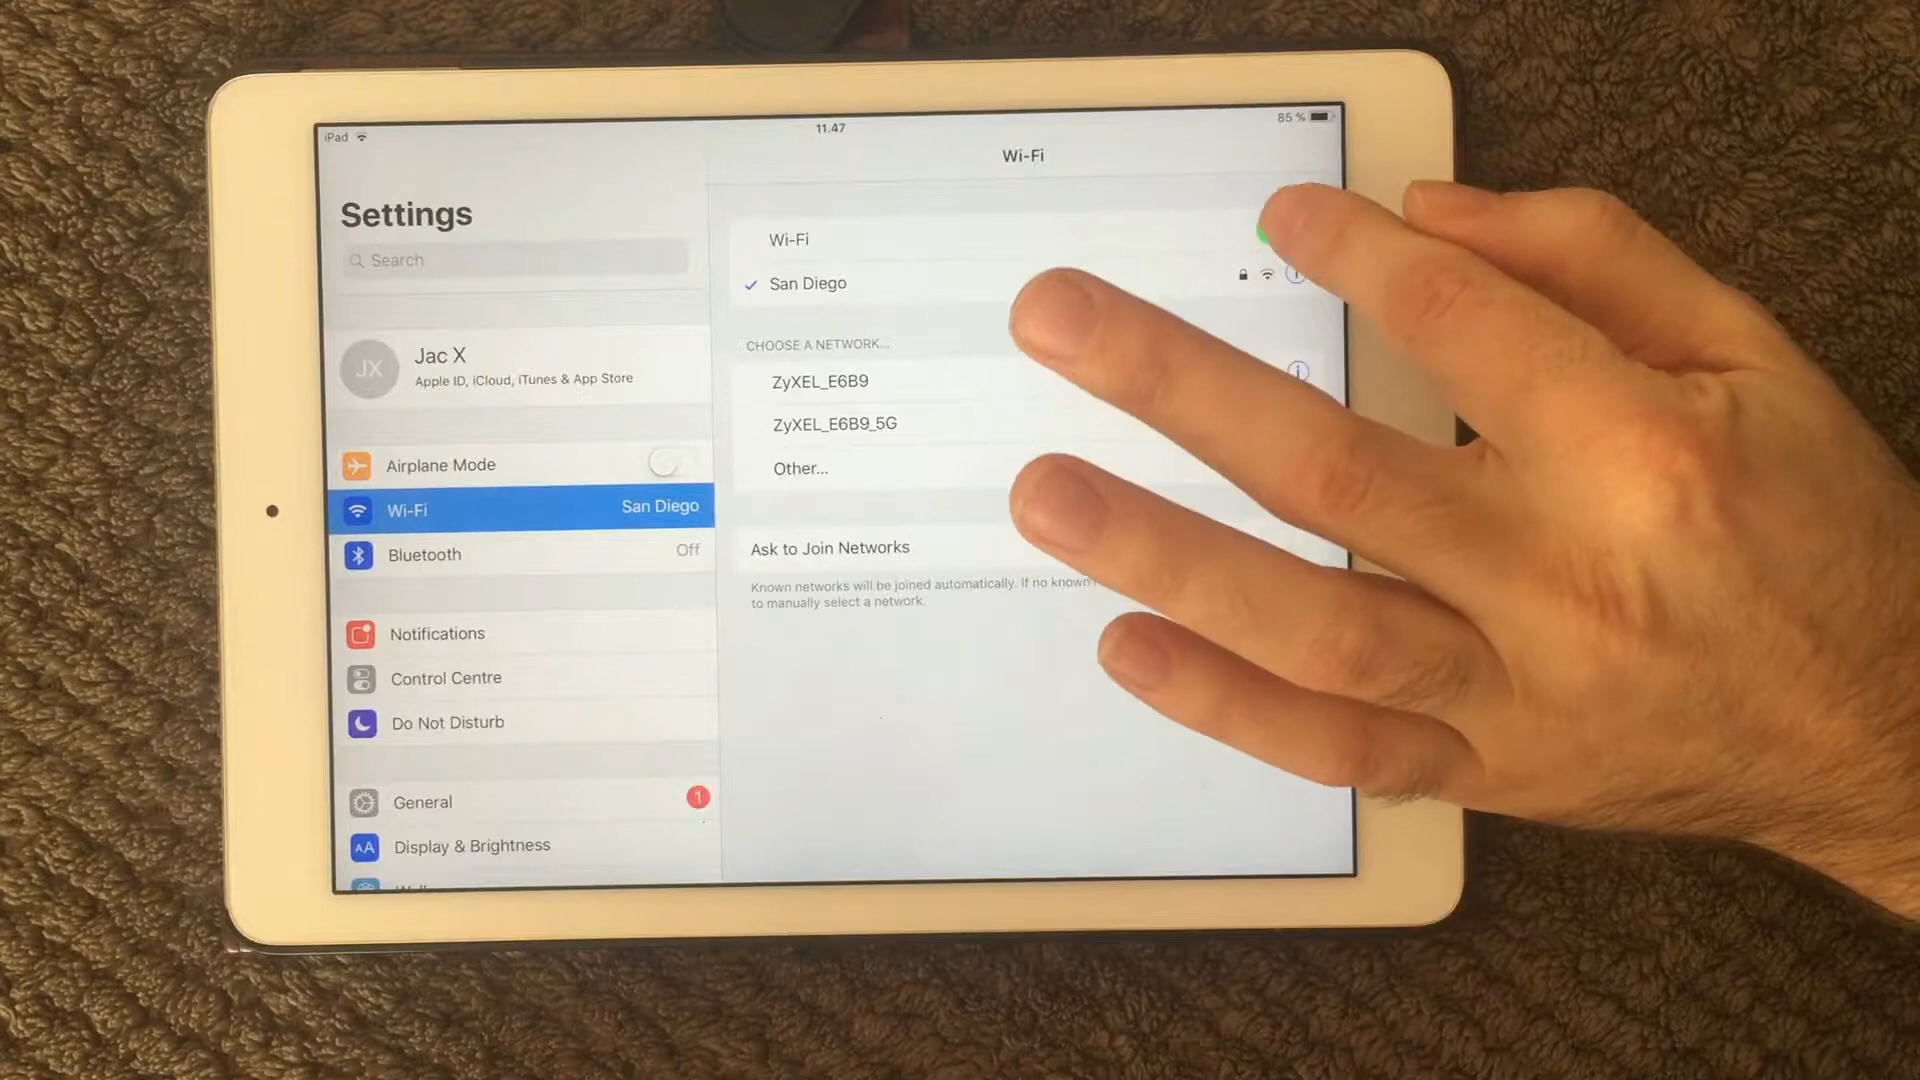 iPad
11.47
85 %
Wi-Fi
Settings
Search
JX
Jac X
Apple ID, iCloud, iTunes & App Store
Airplane Mode
Wi-Fi San Diego
Bluetooth Off
Notifications
Control Centre
Do Not Disturb
General 1
AA Display & Brightness
Wi-Fi
San Diego
CHOOSE A NETWORK...
ZyXEL_E6B9
ZyXEL_E6B9_5G
Other...
Ask to Join Networks
Known networks will be joined automatically. If no known
to manually select a network.